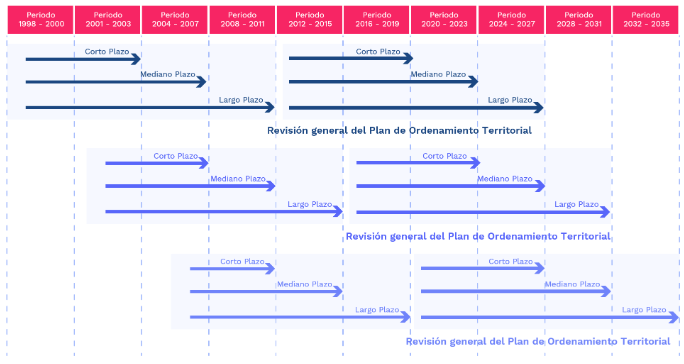 Periodo Periodo Periodo Periodo Periodo Periodo Periodo Periodo Periodo Periodo
1998 - 2000 2001 - 2003 2004 - 2007 2008 - 2011 2012 - 2015 2016 - 2019 2020 - 2023 2024 - 2027 2028 - 2031 2032 - 2035
Corto Plazo Corto Plazo
Mediano Plazo Mediano Plazo
Largo Plazo Largo Plazo
Revisión general del Plan de Ordenamiento Territorial
Corto Plazo Corto Plazo
Mediano Plazo Mediano Plazo
Largo Plazo Largo Plazo
Revisión general del Plan de Ordenamiento Territorial
Corto Plazo Corto Plazo
Mediano Plazo Mediano Plazo
Largo Plazo Largo Plazo
Revisión general del Plan de Ordenamiento Territorial